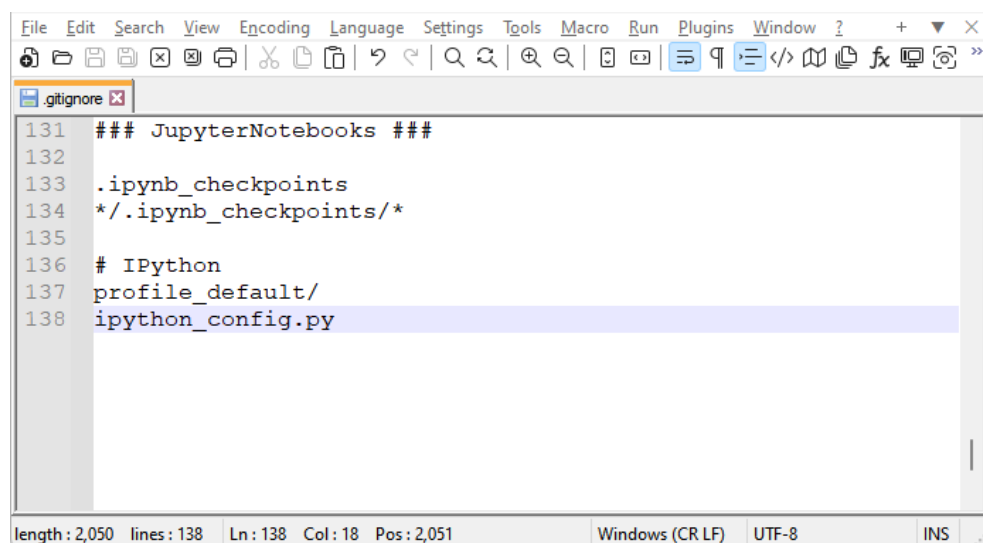 File Edit Search View Encoding Language Settings Tools Macro Run Plugins Window ? + ▼ ×
.gitignore
131 ### JupyterNotebooks ###
132
133 .ipynb_checkpoints
134 */.ipynb_checkpoints/*
135
136 # IPython
137 profile_default/
138 ipython_config.py
length : 2,050 lines : 138 Ln : 138 Col : 18 Pos : 2,051 Windows (CR LF) UTF-8 INS